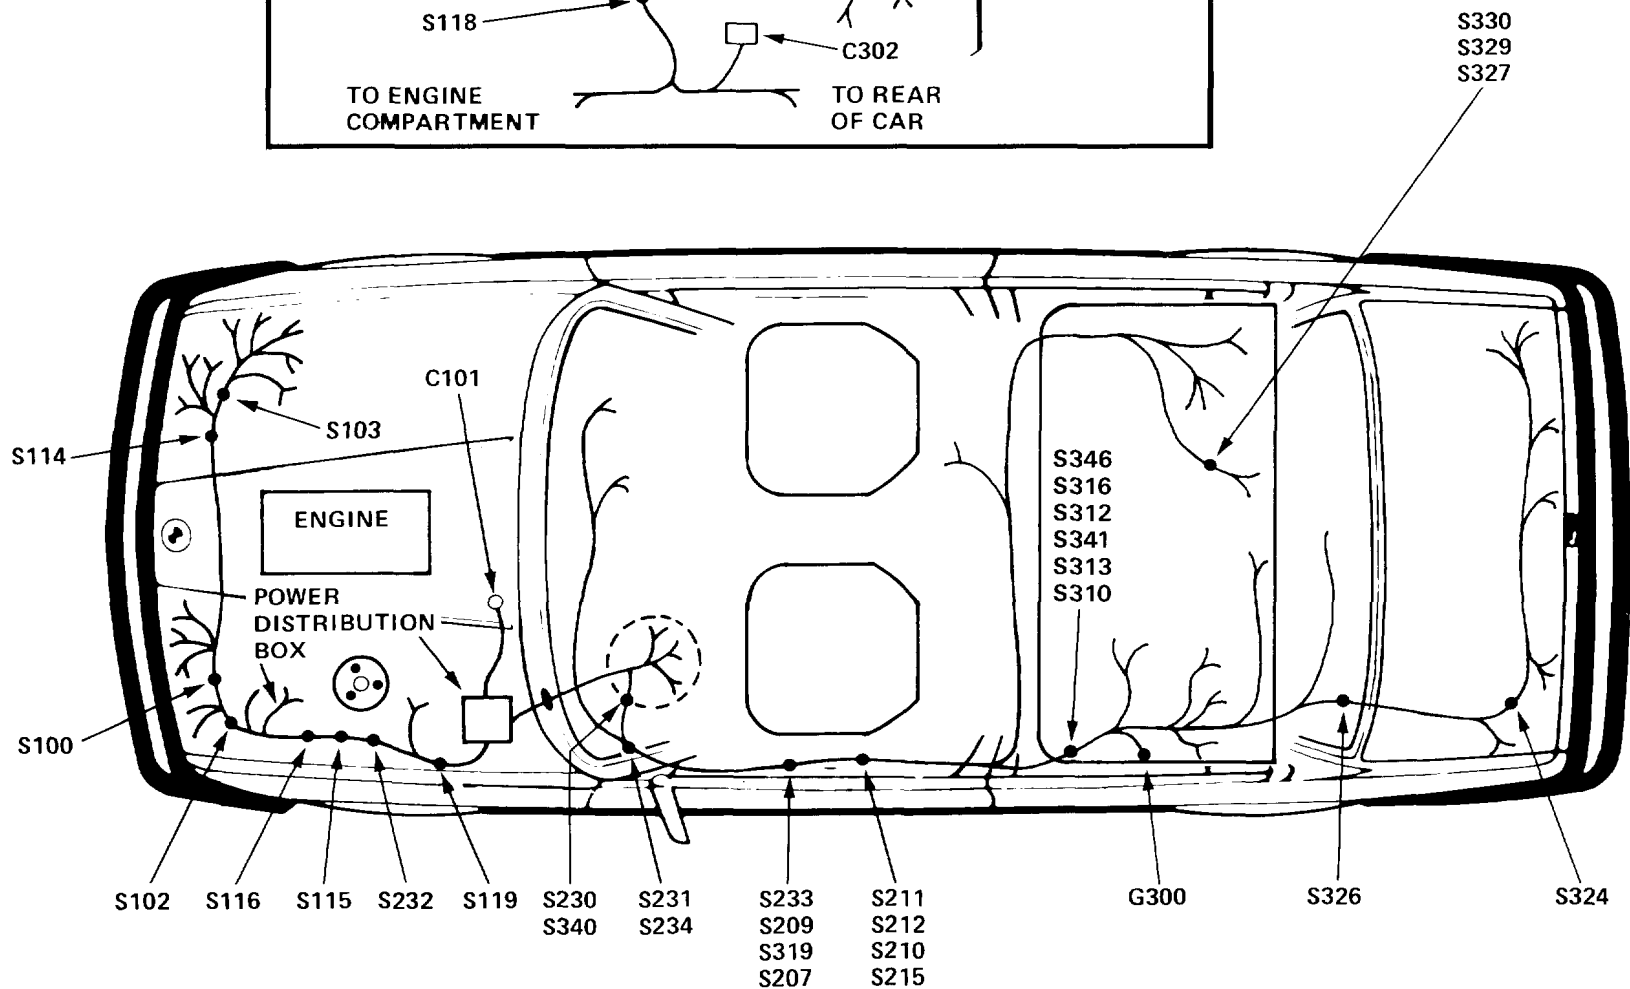 S118
C302
TO ENGINE
COMPARTMENT
TO REAR
OF CAR
S330
S329
S327
C101
S103
S114
ENGINE
POWER
DISTRIBUTION
BOX
S100
S346
S316
S312
S341
S313
S310
S102
S116
S115
S232
S119
S230
S340
S231
S234
S233
S209
S319
S207
S211
S212
S210
S215
G300
S326
S324